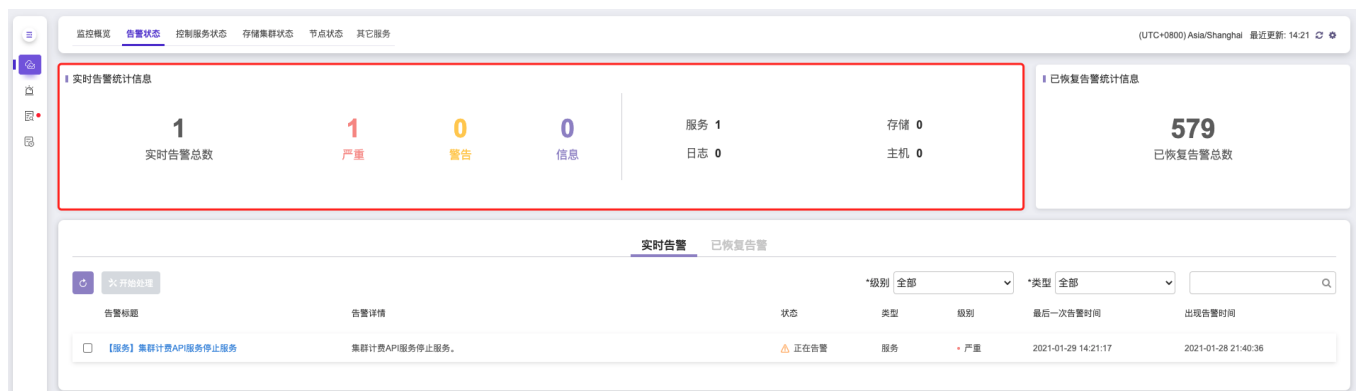 监控概览 告警状态 控制服务状态 存储集群状态 节点状态 其它服务 (UTC+0800) Asia/Shanghai 最近更新: 14:21
实时告警统计信息
1 1 0 0
实时告警总数 严重 警告 信息
服务 1 存储 0
日志 0 主机 0
已恢复告警统计信息
579
已恢复告警总数
实时告警 已恢复告警
开始处理 *级别 全部 *类型 全部
告警标题 告警详情 状态 类型 级别 最后一次告警时间 出现告警时间
【服务】集群计费API服务停止服务 集群计费API服务停止服务。 正在告警 服务 严重 2021-01-29 14:21:17 2021-01-28 21:40:36